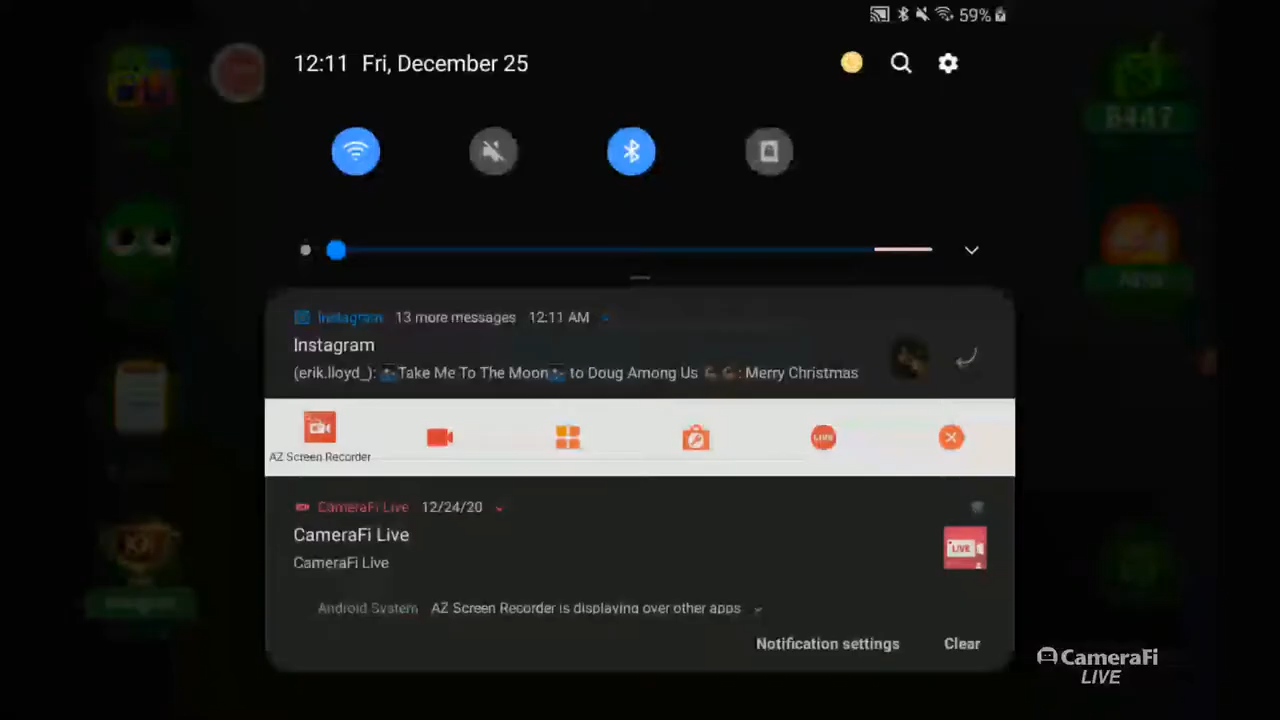 59%
12:11 Fri, December 25
8447
Instagram 13 more messages 12:11 AM
Instagram
(erik.lloyd_): Take Me To The Moon to Doug Among Us : Merry Christmas
LIVE
AZ Screen Recorder
CameraFi Live 12/24/20
CameraFi Live
LIVE
CameraFi Live
Android System AZ Screen Recorder is displaying over other apps
Notification settings Clear
CameraFi
LIVE